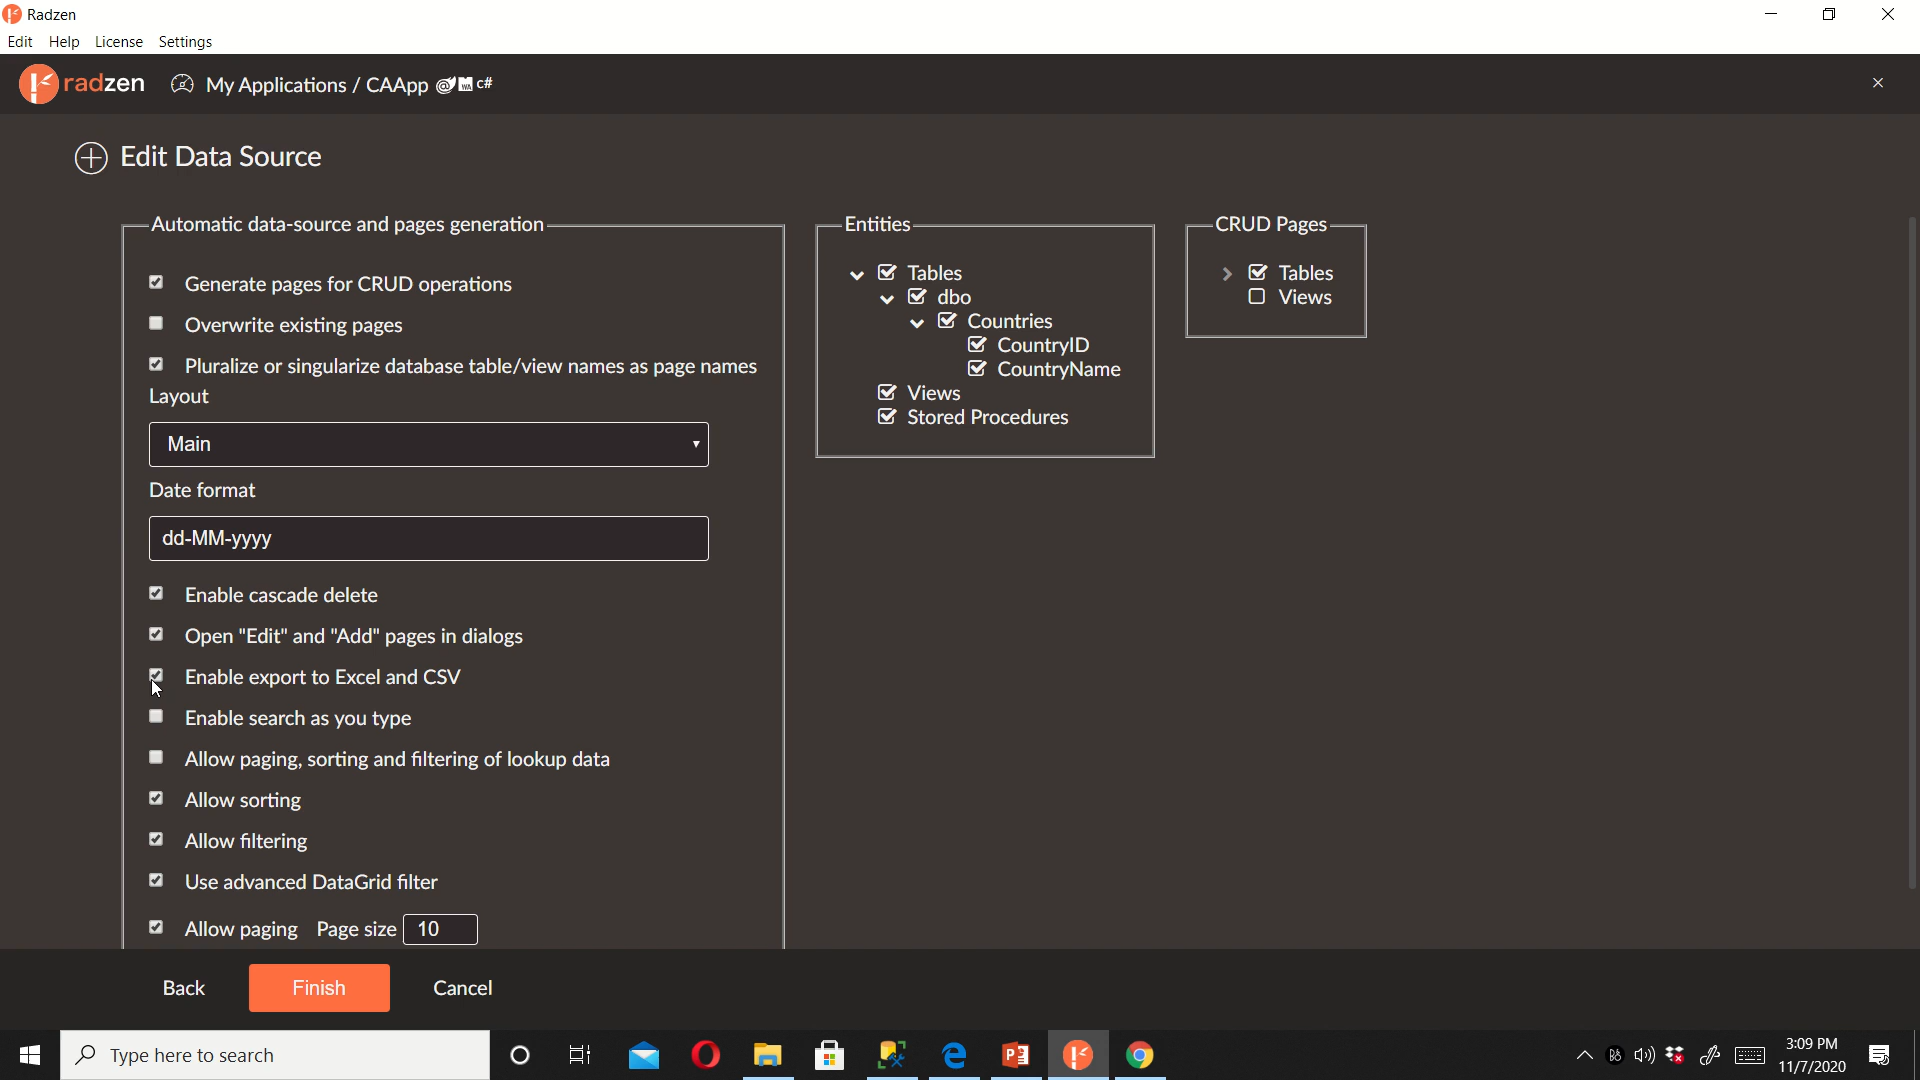 Radzen
Edit Help License Settings
radzen My Applications / CAApp C#
Edit Data Source
Automatic data-source and pages generation
Generate pages for CRUD operations
Overwrite existing pages
Pluralize or singularize database table/view names as page names
Layout
Main
Date format
dd-MM-yyyy
Enable cascade delete
Open "Edit" and "Add" pages in dialogs
Enable export to Excel and CSV
Enable search as you type
Allow paging, sorting and filtering of lookup data
Allow sorting
Allow filtering
Use advanced DataGrid filter
Allow paging Page size 10
Entities
Tables
dbo
Countries
CountryID
CountryName
Views
Stored Procedures
CRUD Pages
Tables
Views
Back Finish Cancel
Type here to search
3:09 PM
11/7/2020